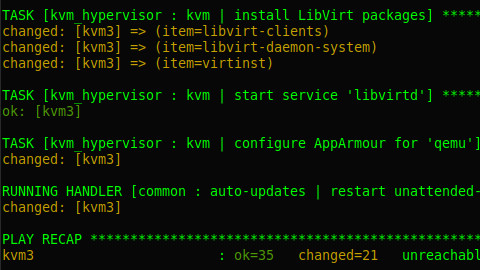 TASK [kvm_hypervisor : kvm | install LibVirt packages] *****
changed: [kvm3] => (item=libvirt-clients)
changed: [kvm3] => (item=libvirt-daemon-system)
changed: [kvm3] => (item=virtinst)
TASK [kvm_hypervisor : kvm | start service 'libvirtd'] *****
ok: [kvm3]
TASK [kvm_hypervisor : kvm | configure AppArmour for 'qemu']
changed: [kvm3]
RUNNING HANDLER [common : auto-updates | restart unattended-
changed: [kvm3]
PLAY RECAP *************************************************
kvm3 : ok=35 changed=21 unreachabl